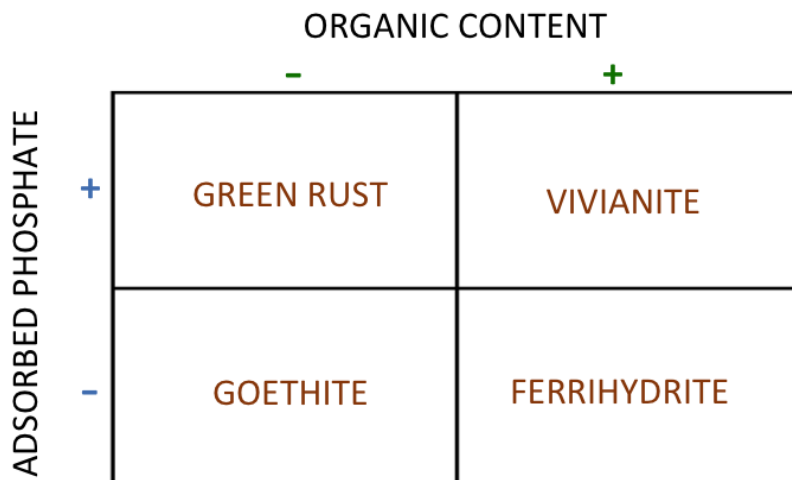 ORGANIC CONTENT
– +
ADSORBED PHOSPHATE
+
GREEN RUST
VIVIANITE
–
GOETHITE
FERRIHYDRITE